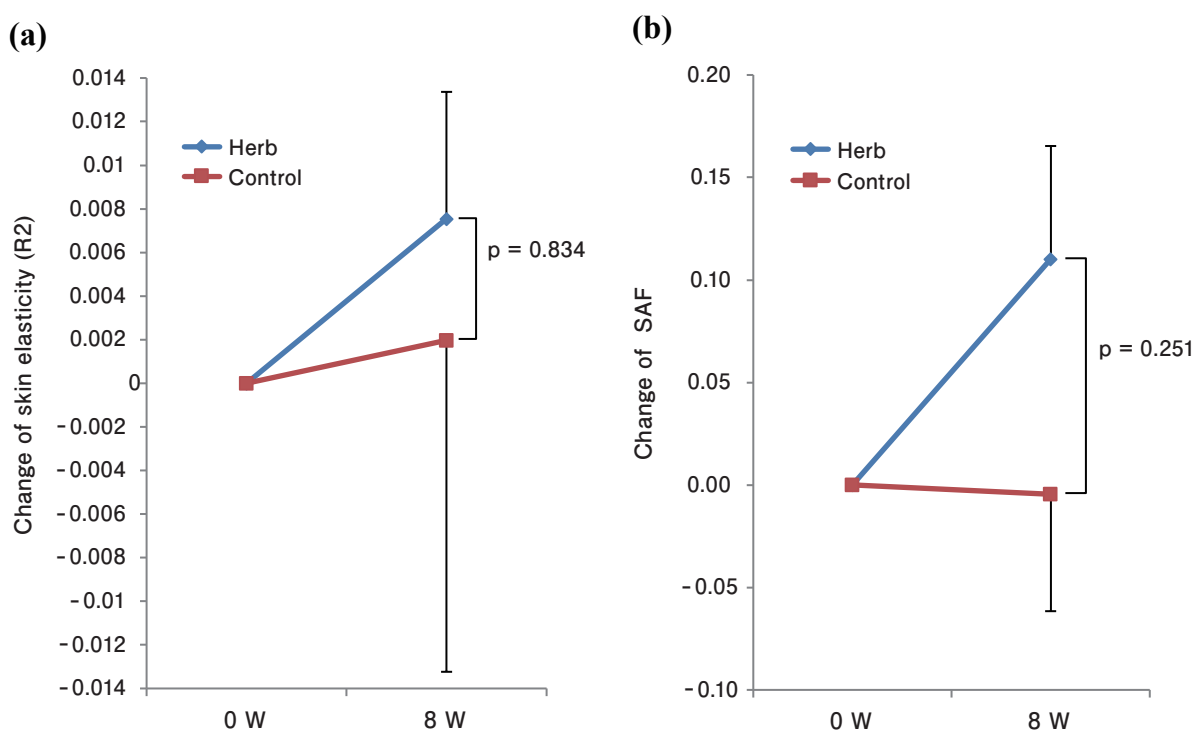 (a)
0.014
0.012
0.01
0.008
0.006
0.004
0.002
0
-0.002
-0.004
-0.006
-0.008
-0.01
-0.012
-0.014
Change of skin elasticity (R2)
Herb
Control
p = 0.834
0 W
8 W
(b)
0.20
0.15
0.10
0.05
0.00
-0.05
-0.10
Change of SAF
Herb
Control
p = 0.251
0 W
8 W